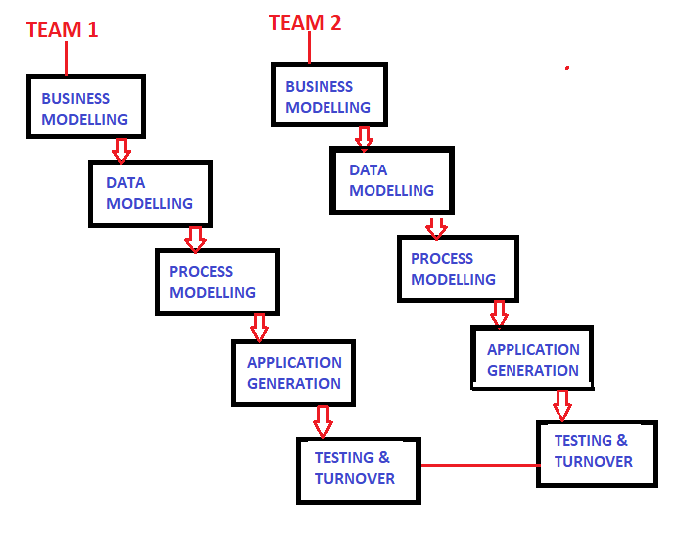 TEAM 1
BUSINESS
MODELLING
DATA
MODELLING
PROCESS
MODELLING
APPLICATION
GENERATION
TESTING &
TURNOVER
TEAM 2
BUSINESS
MODELLING
DATA
MODELLING
PROCESS
MODELLING
APPLICATION
GENERATION
TESTING &
TURNOVER